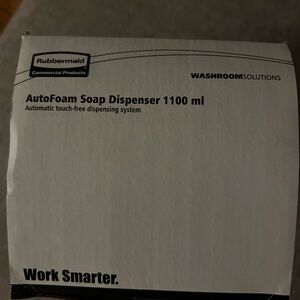 Rubbermaid
Commercial Products
WASHROOMSOLUTIONS
AutoFoam Soap Dispenser 1100 ml
Automatic touch-free dispensing system
Work Smarter.